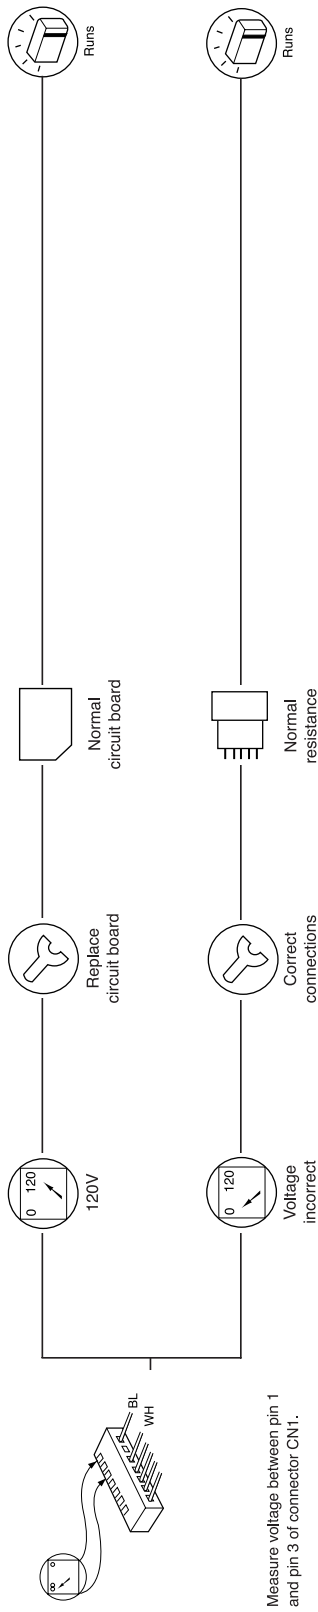 BL
WH
Measure voltage between pin 1
and pin 3 of connector CN1.
0 120
120V
Replace
circuit board
Normal
circuit board
Runs
0 120
Voltage
incorrect
Correct
connections
Normal
resistance
Runs